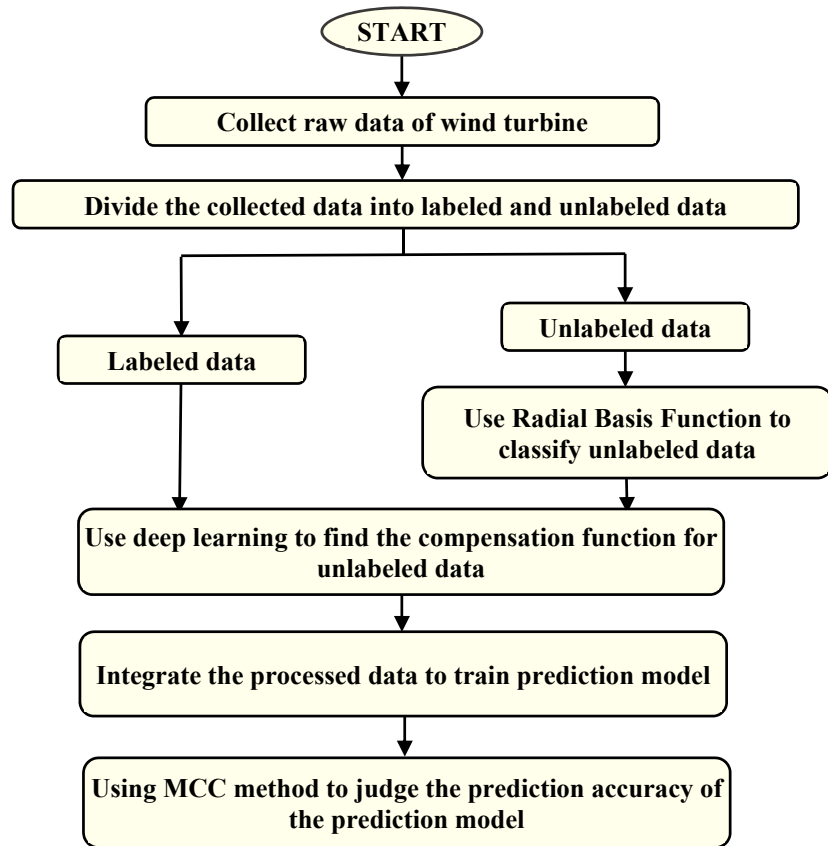 START
Collect raw data of wind turbine
Divide the collected data into labeled and unlabeled data
Labeled data
Unlabeled data
Use Radial Basis Function to
classify unlabeled data
Use deep learning to find the compensation function for
unlabeled data
Integrate the processed data to train prediction model
Using MCC method to judge the prediction accuracy of
the prediction model